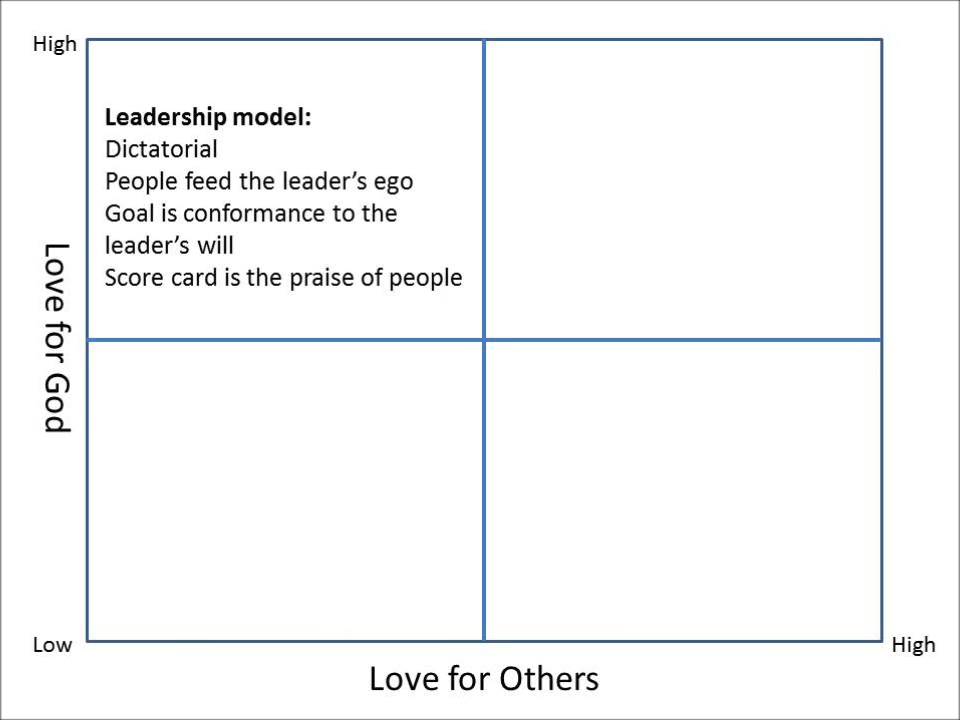 High
Leadership model:
Dictatorial
People feed the leader’s ego
Goal is conformance to the
leader’s will
Score card is the praise of people
Love for God
Low
High
Love for Others